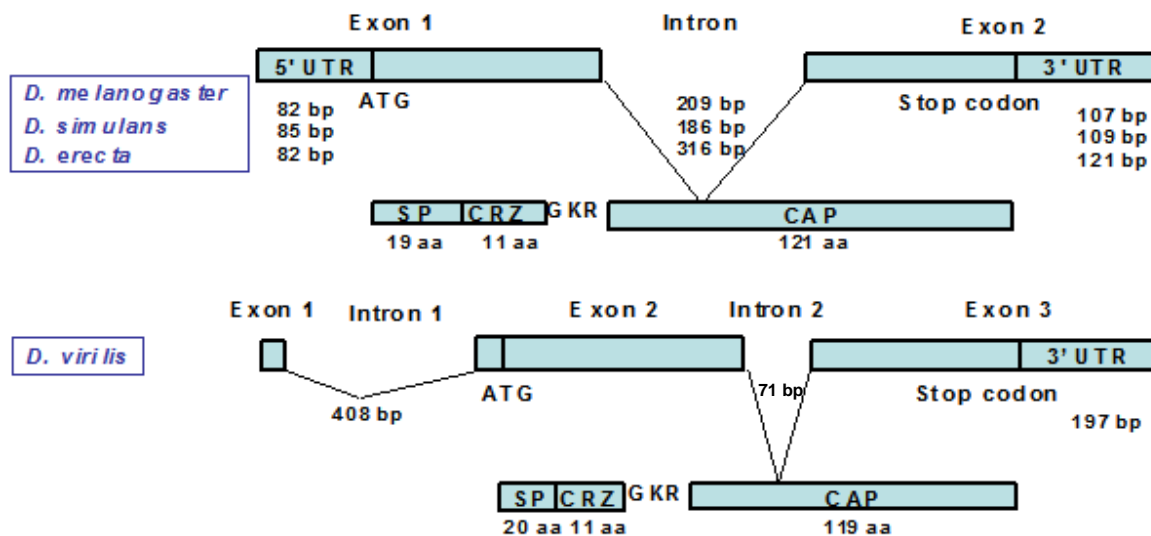 Exon 1 Intron Exon 2
5' UTR 3' UTR
D. melanogaster
D. simulans
D. erecta
ATG Stop codon
82 bp
85 bp
82 bp
209 bp
186 bp
316 bp
107 bp
109 bp
121 bp
SP CRZ GKR CAP
19 aa 11 aa 121 aa
Exon 1 Intron 1 Exon 2 Intron 2 Exon 3
D. virilis
3' UTR
408 bp
ATG
71 bp
Stop codon
197 bp
SP CRZ GKR CAP
20 aa 11 aa 119 aa